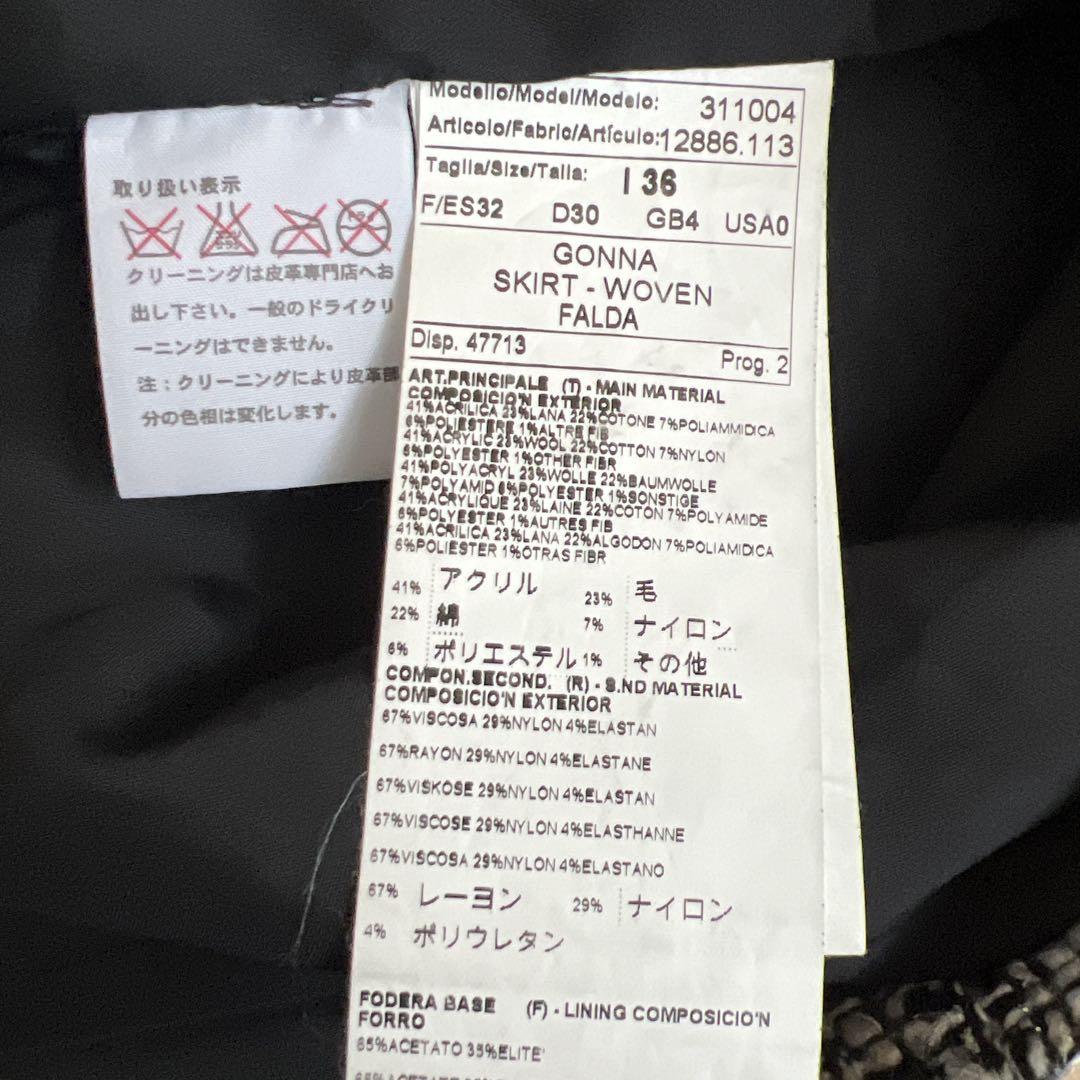 取り扱い表示
クリーニングは皮革専門店へお
出し下さい。一般のドライクリ
ーニングはできません。
注：クリーニングにより皮革部
分の色相は変化します。
Modello/Model/Modelo: 311004
Articolo/Fabric/Artículo:12886.113
Taglia/Size/Talla: I 36
F/ES32 D30 GB4 USA0
GONNA
SKIRT - WOVEN
FALDA
Disp. 47713 Prog. 2
ART.PRINCIPALE (T) - MAIN MATERIAL
COMPOSICIO'N EXTERIOR
41%ACRILICA 23%LANA 22%COTONE 7%POLIAMMIDICA
6%POLIESTERE 1%ALTRE FIB
41%ACRYLIC 23%WOOL 22%COTTON 7%NYLON
6%POLYESTER 1%OTHER FIBR
41%POLYACRYL 23%WOLLE 22%BAUMWOLLE
7%POLYAMID 6%POLYESTER 1%SONSTIGE
41%ACRYLIQUE 23%LAINE 22%COTON 7%POLYAMIDE
6%POLYESTER 1%AUTRES FIB
41%ACRILICA 23%LANA 22%ALGODON 7%POLIAMIDICA
6%POLIESTER 1%OTRAS FIBR
41% アクリル 23% 毛
22% 綿 7% ナイロン
6% ポリエステル 1% その他
COMPON.SECOND. (R) - S.ND MATERIAL
COMPOSICIO'N EXTERIOR
67%VISCOSA 29%NYLON 4%ELASTAN
67%RAYON 29%NYLON 4%ELASTANE
67%VISKOSE 29%NYLON 4%ELASTAN
67%VISCOSE 29%NYLON 4%ELASTHANNE
67%VISCOSA 29%NYLON 4%ELASTANO
67% レーヨン 29% ナイロン
4% ポリウレタン
FODERA BASE (F) - LINING COMPOSICIO'N
FORRO
65%ACETATO 35%ELITE'